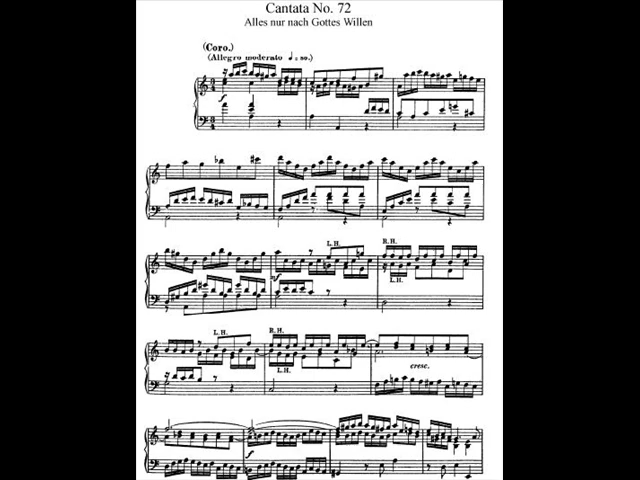 Cantata No. 72
Alles nur nach Gottes Willen
(Coro.)
(Allegro moderato ♩=80.)
f
L.H. R.H.
m
L.H. R.H.
cresc.